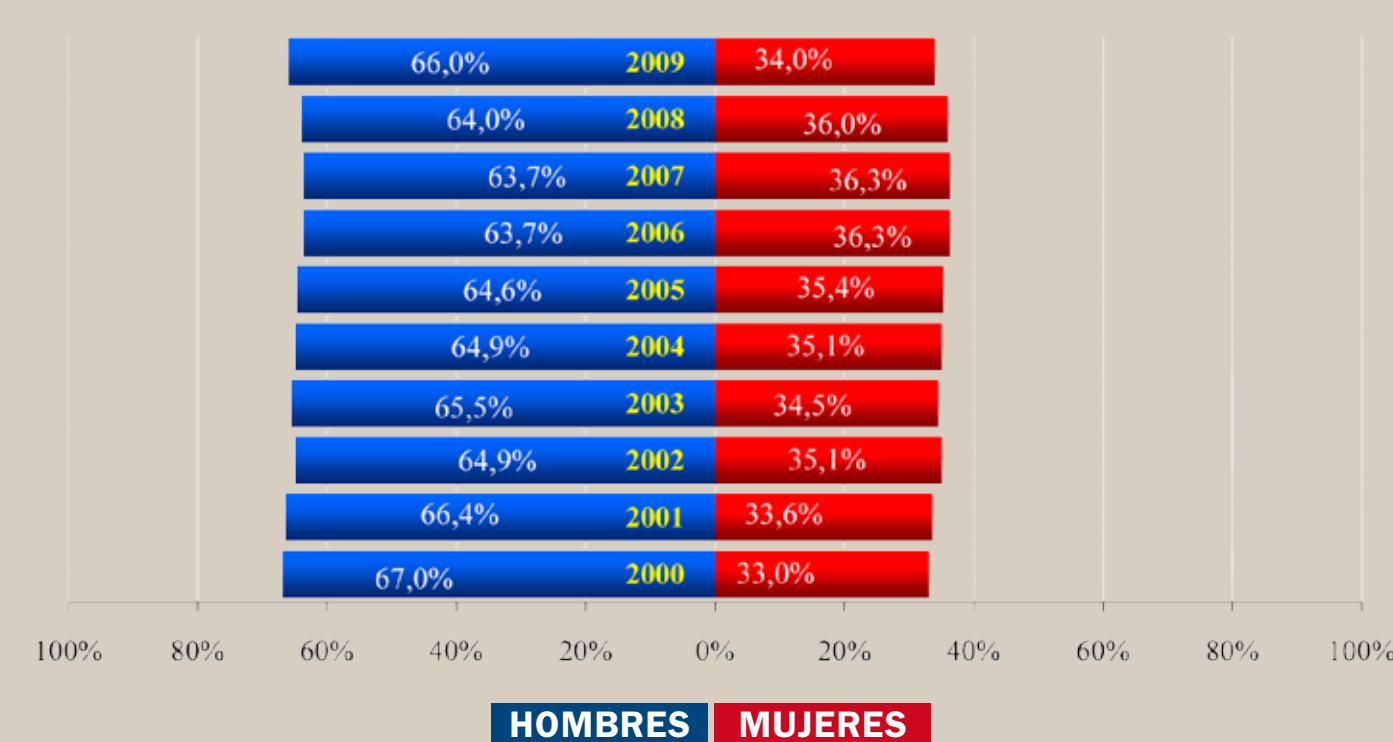 66,0% 2009 34,0%
64,0% 2008 36,0%
63,7% 2007 36,3%
63,7% 2006 36,3%
64,6% 2005 35,4%
64,9% 2004 35,1%
65,5% 2003 34,5%
64,9% 2002 35,1%
66,4% 2001 33,6%
67,0% 2000 33,0%
100% 80% 60% 40% 20% 0% 20% 40% 60% 80% 100%
HOMBRES MUJERES